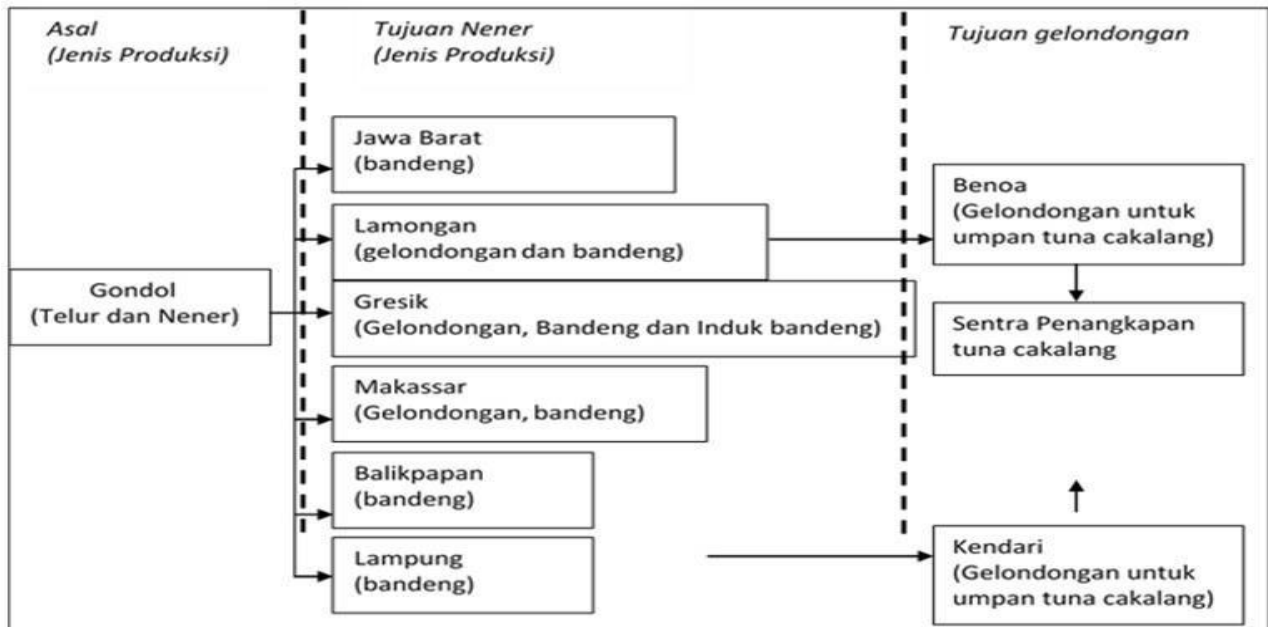 Asal
(Jenis Produksi)
Tujuan Nener
(Jenis Produksi)
Tujuan gelondongan
Gondol
(Telur dan Nener)
Jawa Barat
(bandeng)
Lamongan
(gelondongan dan bandeng)
Gresik
(Gelondongan, Bandeng dan Induk bandeng)
Makassar
(Gelondongan, bandeng)
Balikpapan
(bandeng)
Lampung
(bandeng)
Benoa
(Gelondongan untuk
umpan tuna cakalang)
Sentra Penangkapan
tuna cakalang
Kendari
(Gelondongan untuk
umpan tuna cakalang)